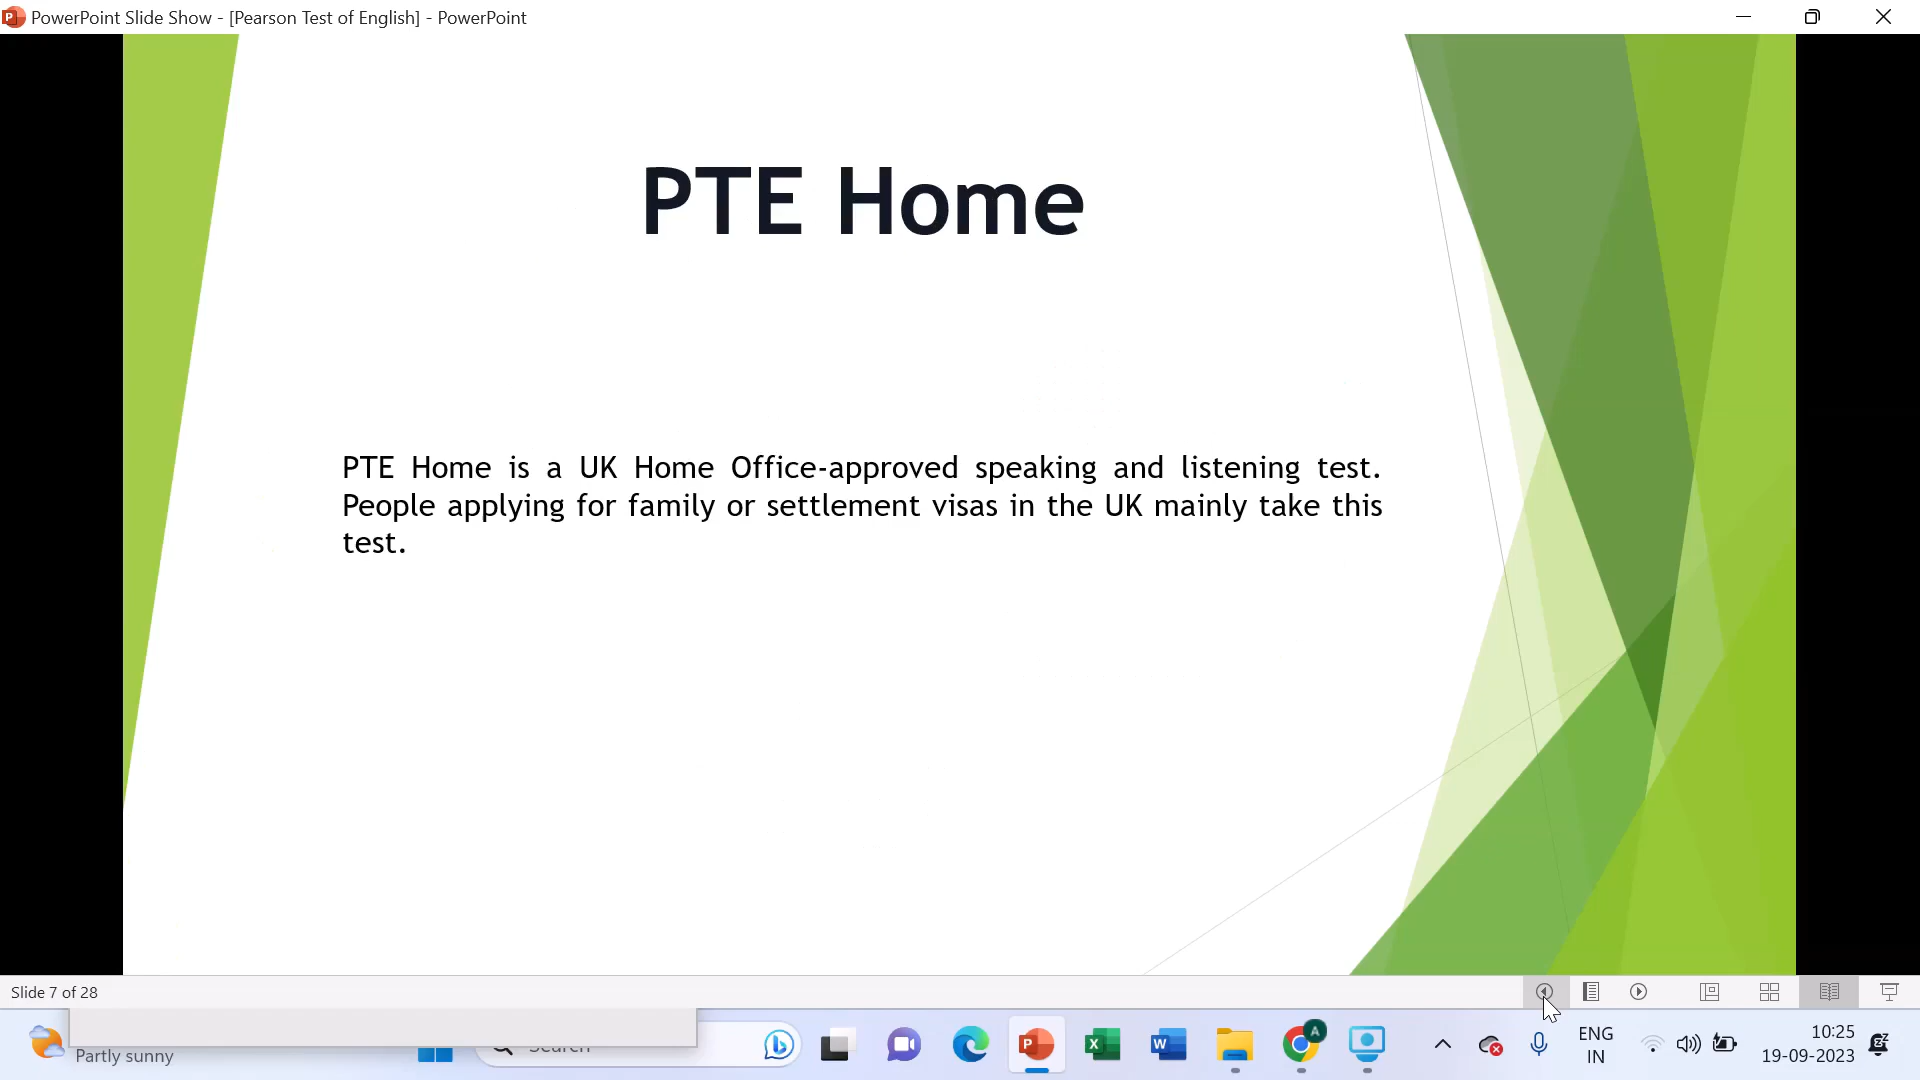 PowerPoint Slide Show - [Pearson Test of English] - PowerPoint
PTE Home
PTE Home is a UK Home Office-approved speaking and listening test.
People applying for family or settlement visas in the UK mainly take this
test.
Slide 7 of 28
Partly sunny
Search
A
ENG
IN
10:25
19-09-2023